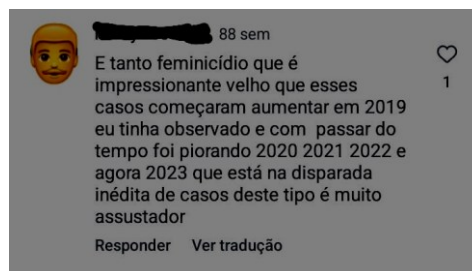 88 sem
E tanto feminicídio que é
impressionante velho que esses
casos começaram aumentar em 2019
eu tinha observado e com  passar do
tempo foi piorando 2020 2021 2022 e
agora 2023 que está na disparada
inédita de casos deste tipo é muito
assustador
1
Responder Ver tradução